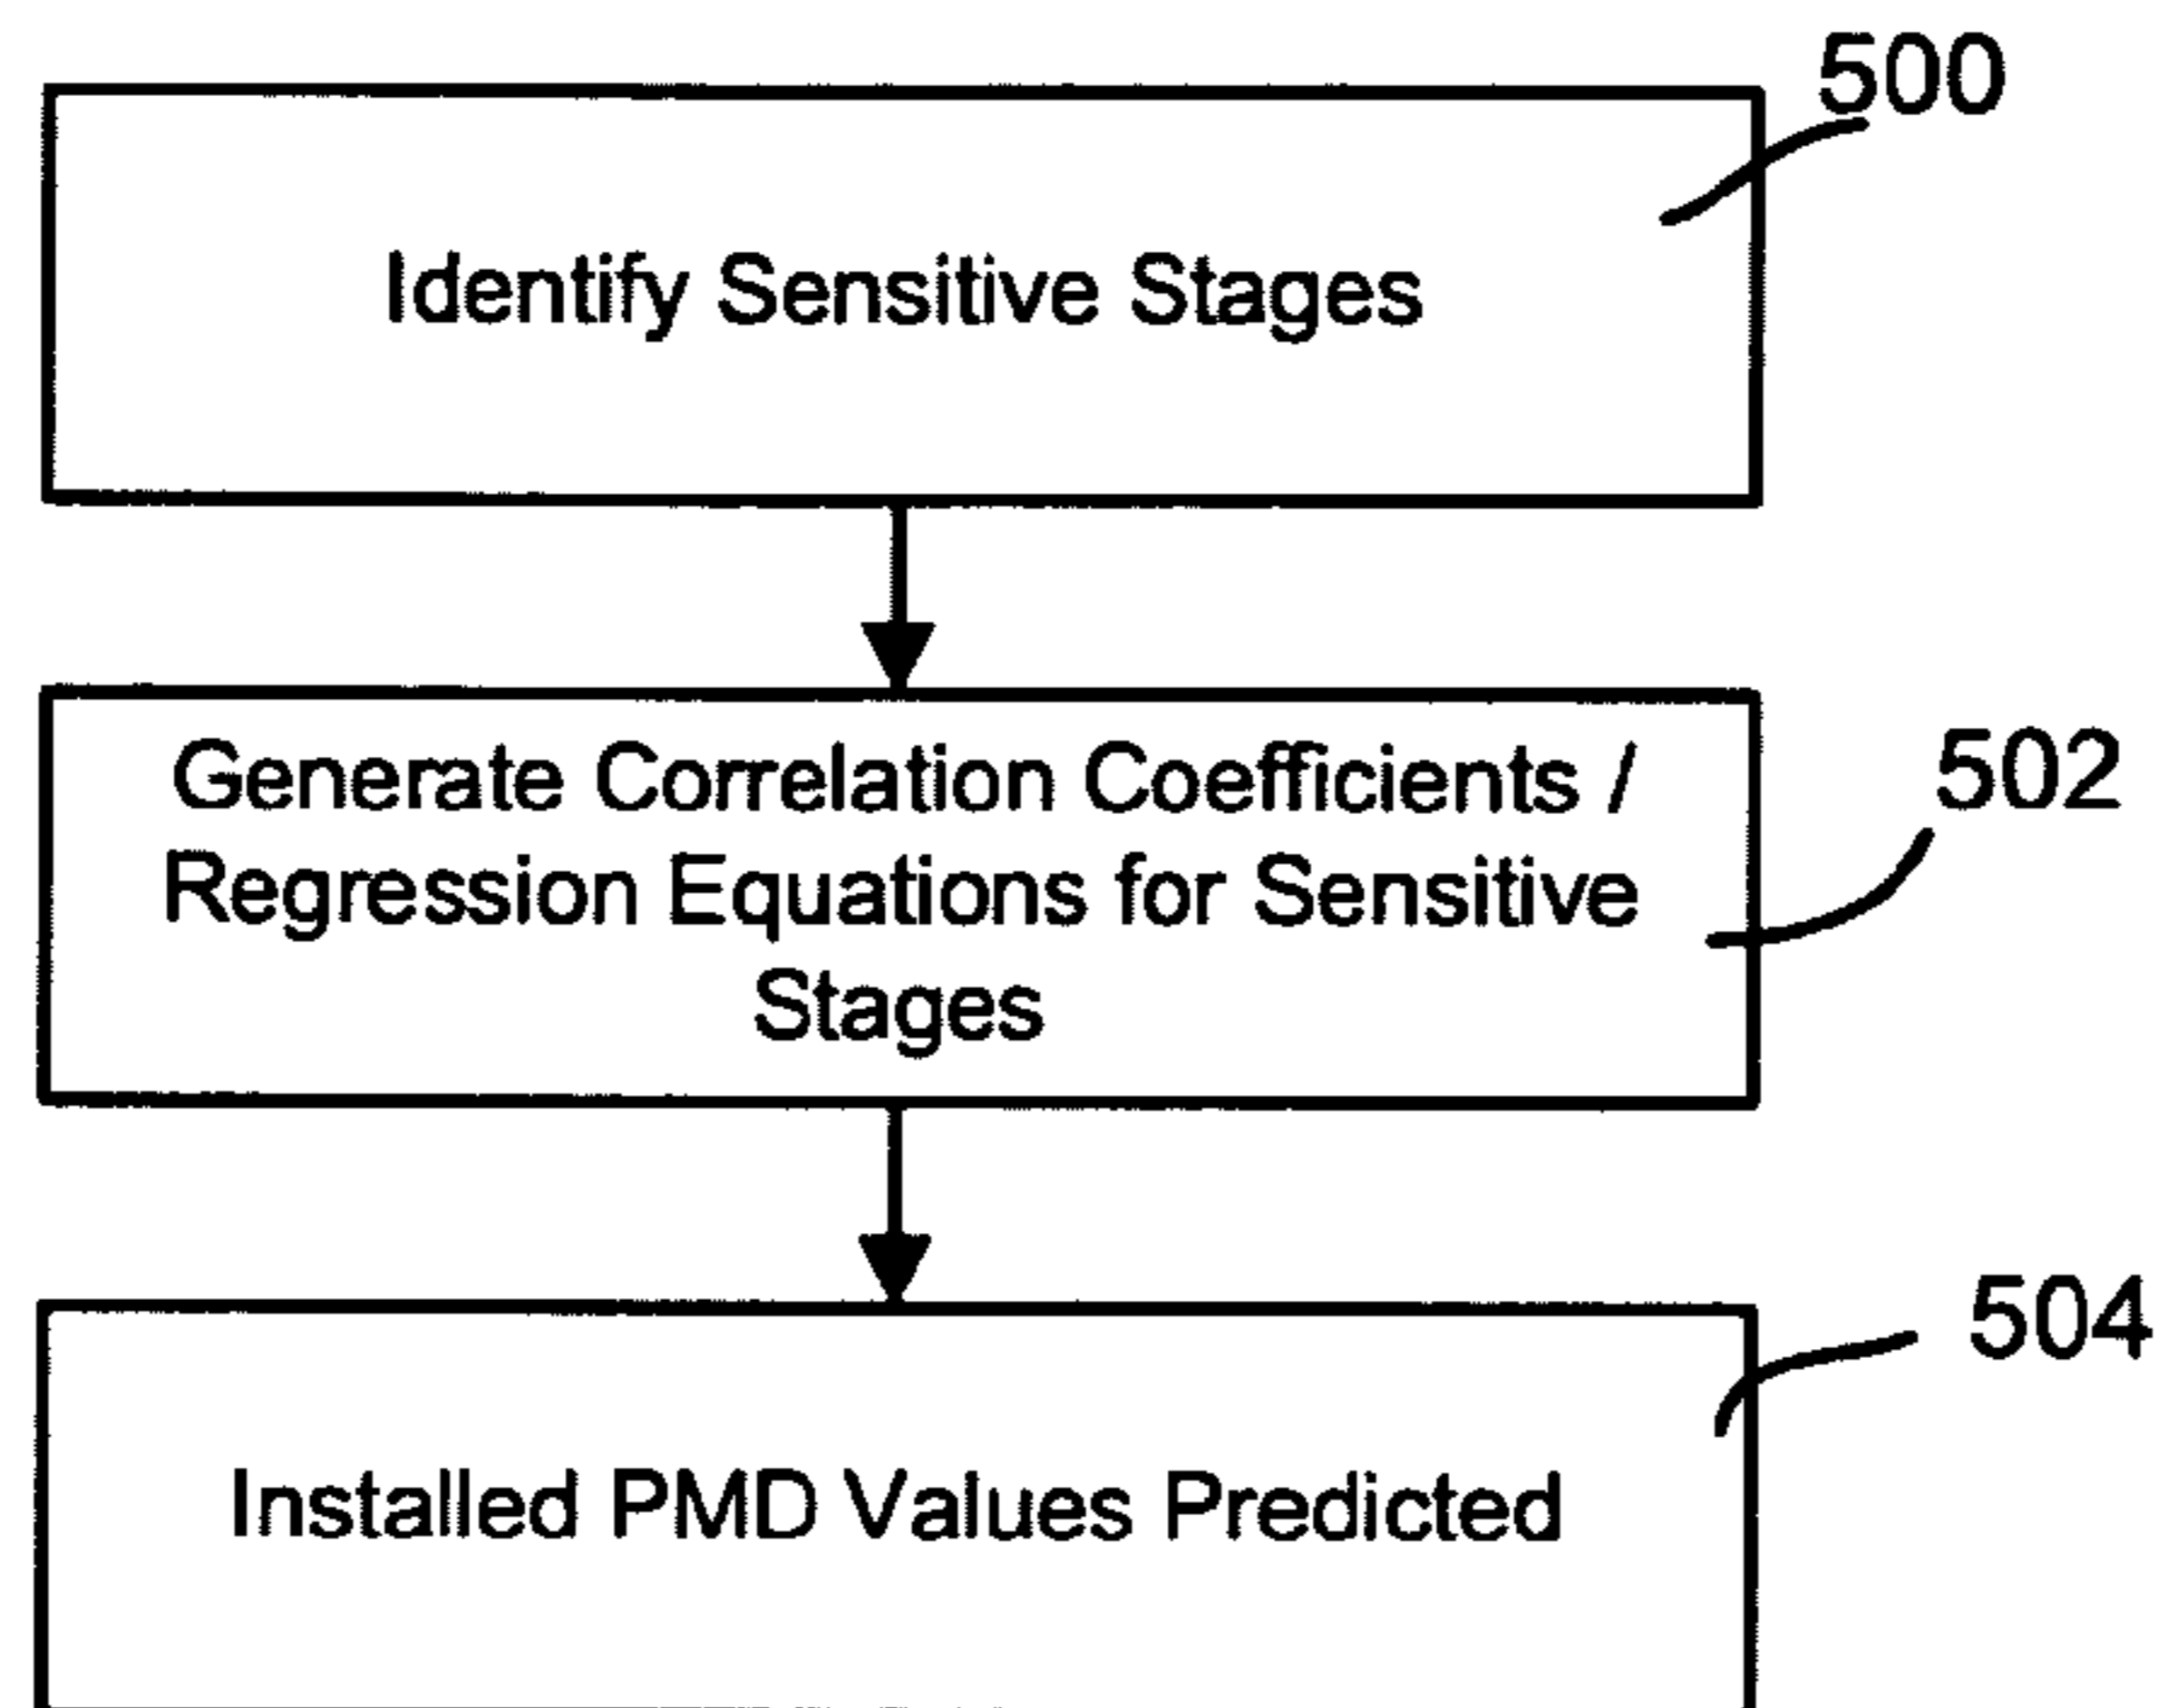 500
Identify Sensitive Stages
Generate Correlation Coefficients /
Regression Equations for Sensitive
Stages
502
504
Installed PMD Values Predicted